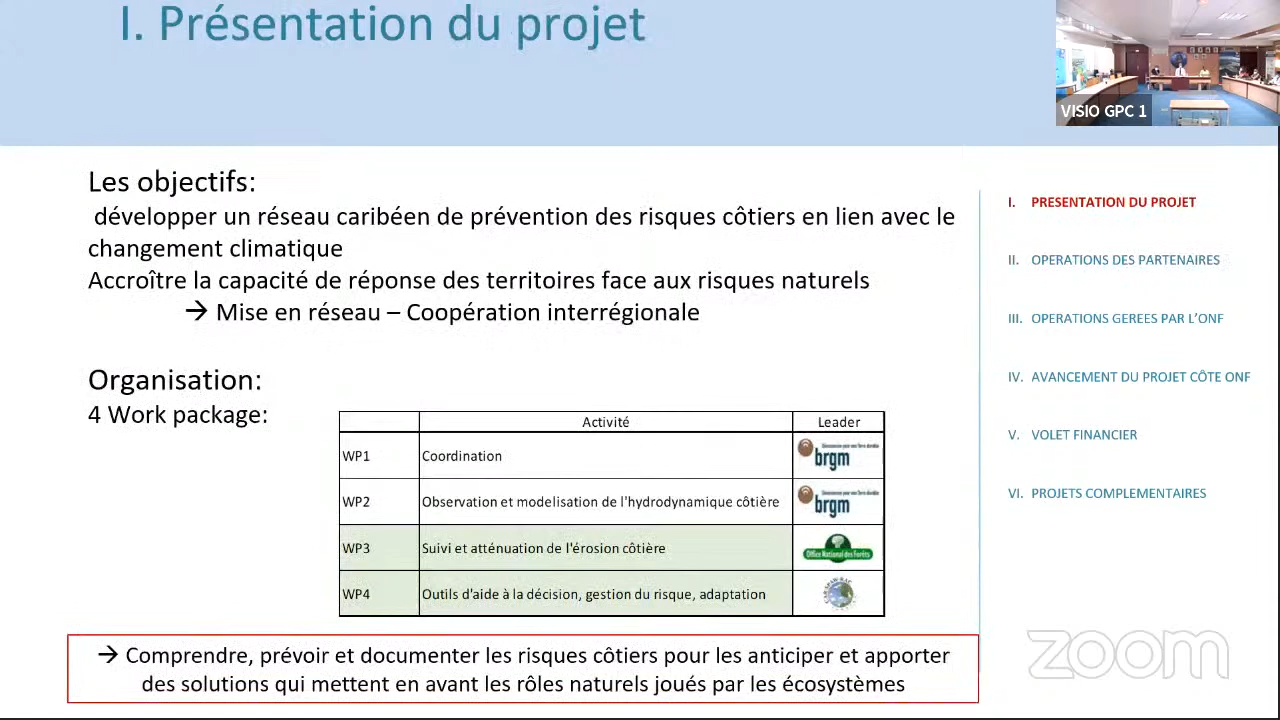 I. Présentation du projet
VISIO GPC 1
Les objectifs:
développer un réseau caribéen de prévention des risques côtiers en lien avec le
changement climatique
Accroître la capacité de réponse des territoires face aux risques naturels
→ Mise en réseau – Coopération interrégionale
Organisation:
4 Work package:
Activité Leader
WP1 Coordination brgm
WP2 Observation et modelisation de l'hydrodynamique côtière brgm
WP3 Suivi et atténuation de l'érosion côtière Office National des Forêts
WP4 Outils d'aide à la décision, gestion du risque, adaptation
→ Comprendre, prévoir et documenter les risques côtiers pour les anticiper et apporter
des solutions qui mettent en avant les rôles naturels joués par les écosystèmes
I. PRESENTATION DU PROJET
II. OPERATIONS DES PARTENAIRES
III. OPERATIONS GEREES PAR L’ONF
IV. AVANCEMENT DU PROJET CÔTE ONF
V. VOLET FINANCIER
VI. PROJETS COMPLEMENTAIRES
zoom